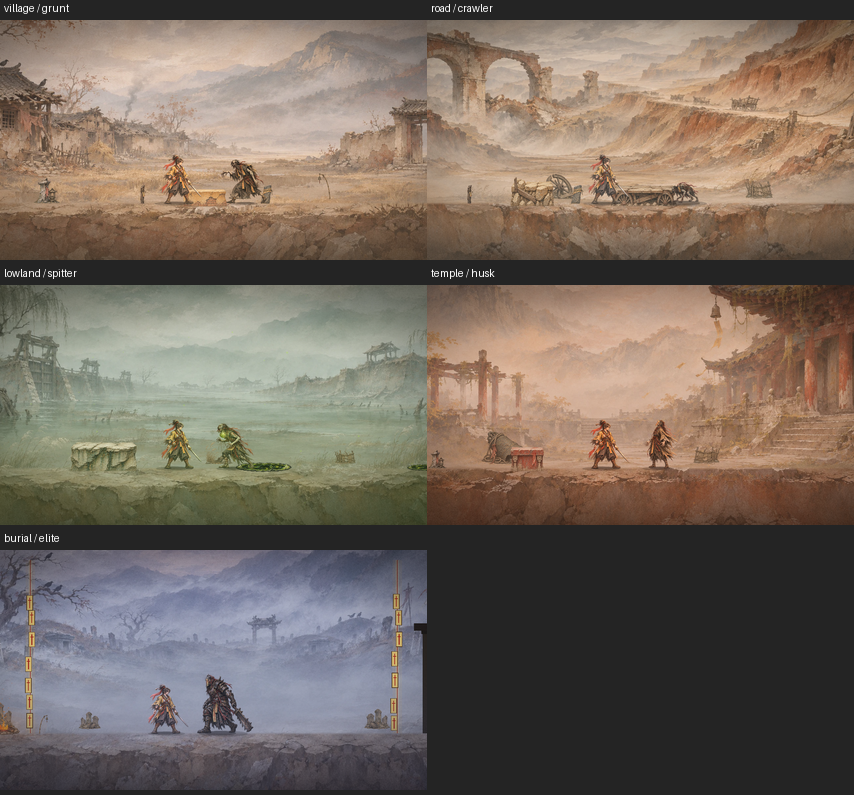 village / grunt
road / crawler
lowland / spitter
temple / husk
burial / elite